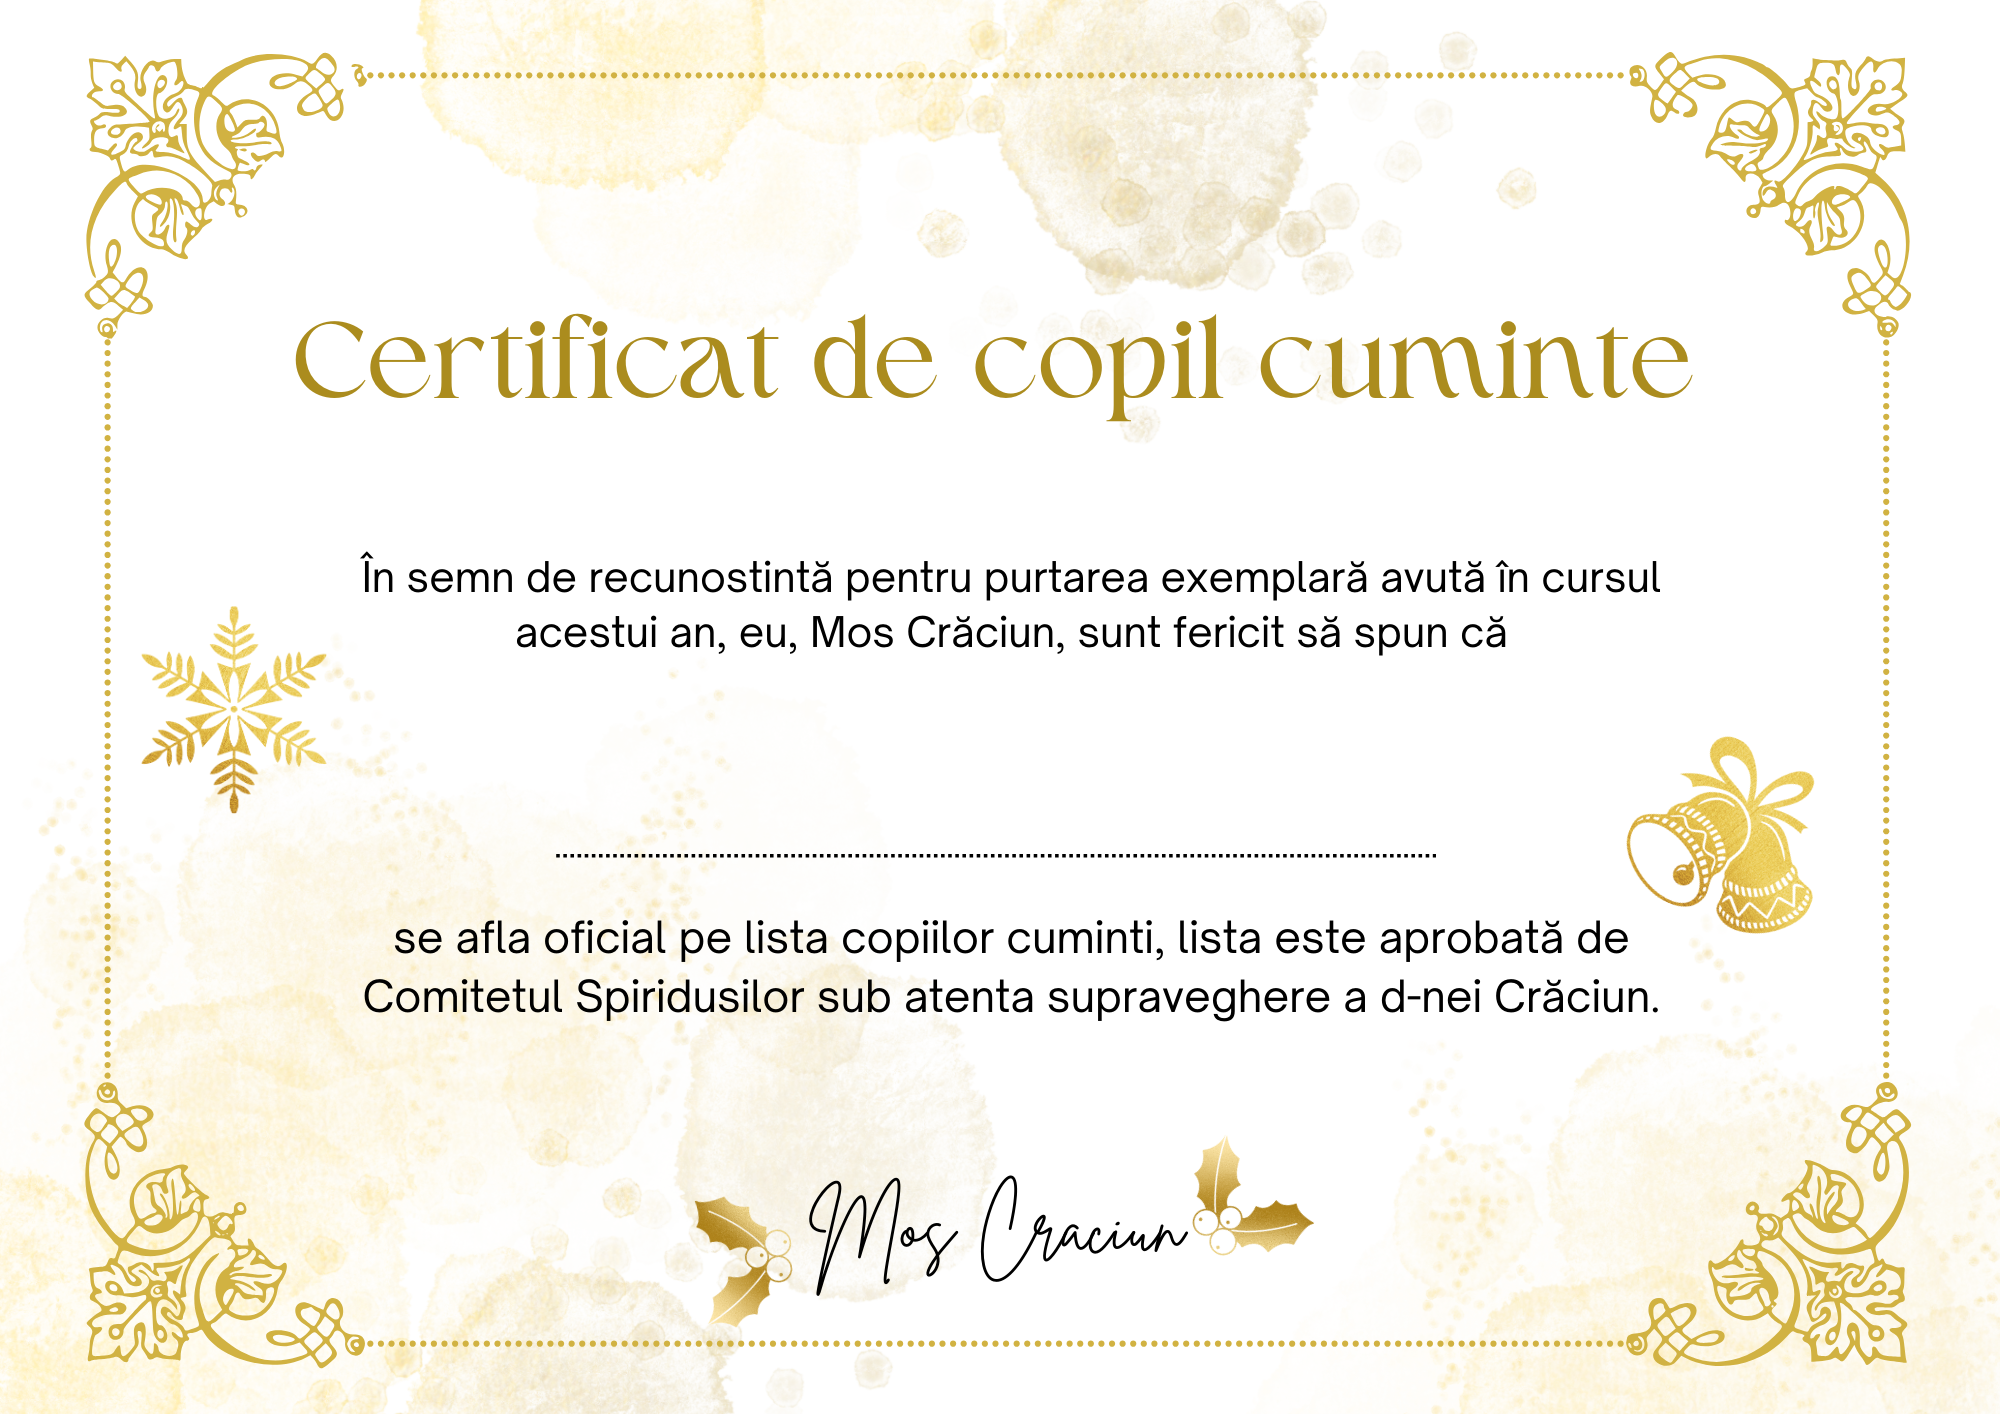 Certificat de copil cuminte
În semn de recunostintă pentru purtarea exemplară avută în cursul
acestui an, eu, Mos Crăciun, sunt fericit să spun că
se afla oficial pe lista copiilor cuminti, lista este aprobată de
Comitetul Spiridusilor sub atenta supraveghere a d-nei Crăciun.
Mos Craciun